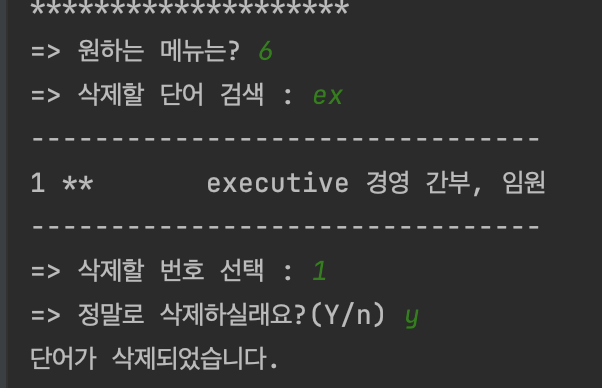 ********************
=> 원하는 메뉴는? 6
=> 삭제할 단어 검색 : ex
--------------------------------
1 **       executive 경영 간부, 임원
--------------------------------
=> 삭제할 번호 선택 : 1
=> 정말로 삭제하실래요?(Y/n) y
단어가 삭제되었습니다.